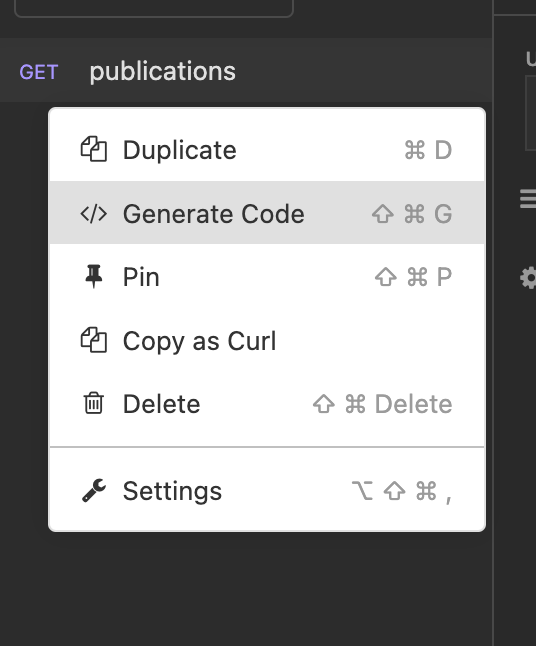 GET publications
Duplicate ⌘ D
Generate Code ⇧ ⌘ G
Pin ⇧ ⌘ P
Copy as Curl
Delete ⇧ ⌘ Delete
Settings ⌥ ⇧ ⌘ ,